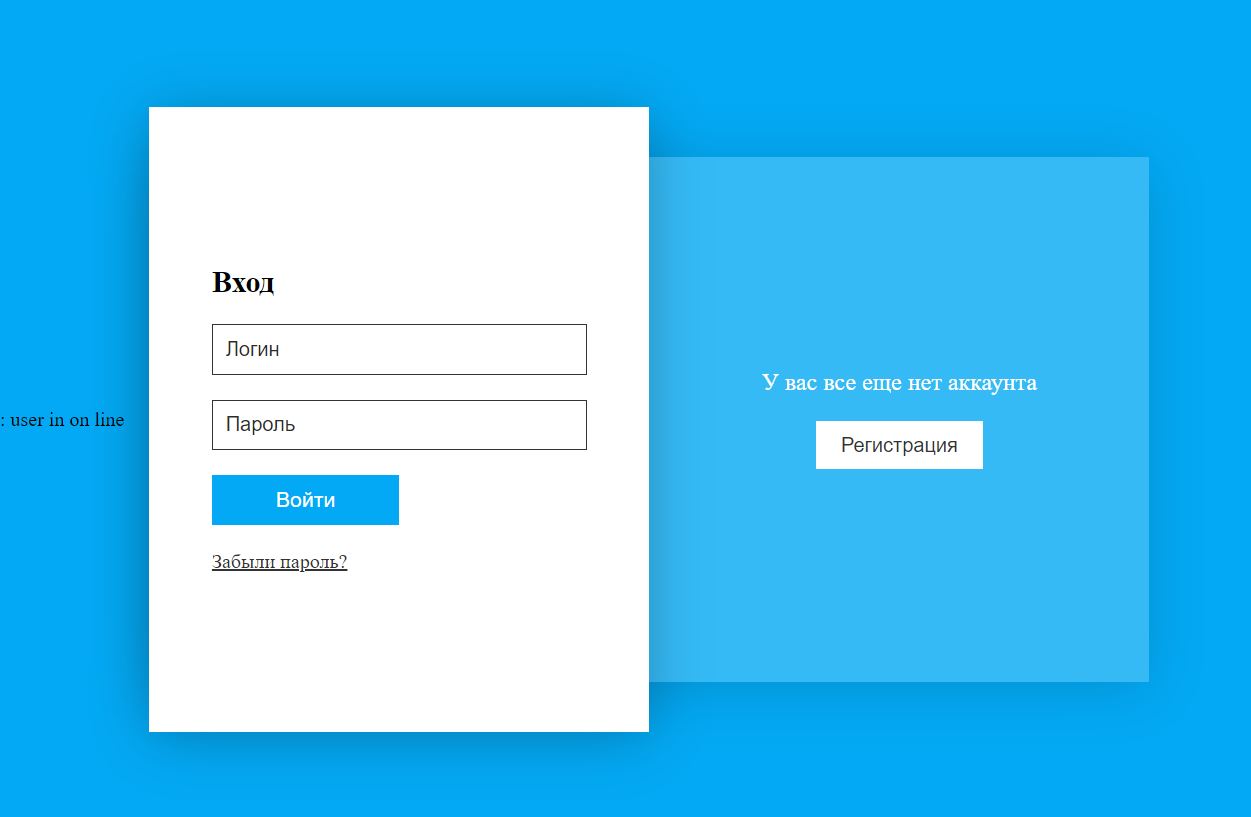 Вход
Логин
Пароль
Войти
Забыли пароль?
: user in on line
У вас все еще нет аккаунта
Регистрация